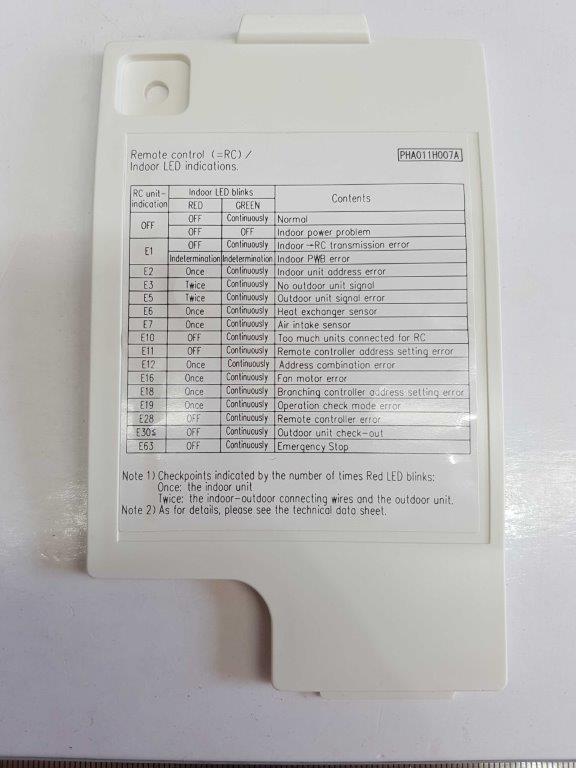 Remote control (=RC) /
Indoor LED indications.
PHA011H007A
RC unit-indication | Indoor LED blinks | Contents
RED | GREEN
OFF | OFF | Continuously | Normal
OFF | OFF | Indoor power problem
E1 | OFF | Continuously | Indoor→RC transmission error
Indetermination | Indetermination | Indoor PWB error
E2 | Once | Continuously | Indoor unit address error
E3 | Twice | Continuously | No outdoor unit signal
E5 | Twice | Continuously | Outdoor unit signal error
E6 | Once | Continuously | Heat exchanger sensor
E7 | Once | Continuously | Air intake sensor
E10 | OFF | Continuously | Too much units connected for RC
E11 | OFF | Continuously | Remote controller address setting error
E12 | Once | Continuously | Address combination error
E16 | Once | Continuously | Fan motor error
E18 | Once | Continuously | Branching controller address setting error
E19 | Once | Continuously | Operation check mode error
E28 | OFF | Continuously | Remote controller error
E30≦ | OFF | Continuously | Outdoor unit check-out
E63 | OFF | Continuously | Emergency Stop
Note 1) Checkpoints indicated by the number of times Red LED blinks:
Once: the indoor unit
Twice: the indoor-outdoor connecting wires and the outdoor unit.
Note 2) As for details, please see the technical data sheet.